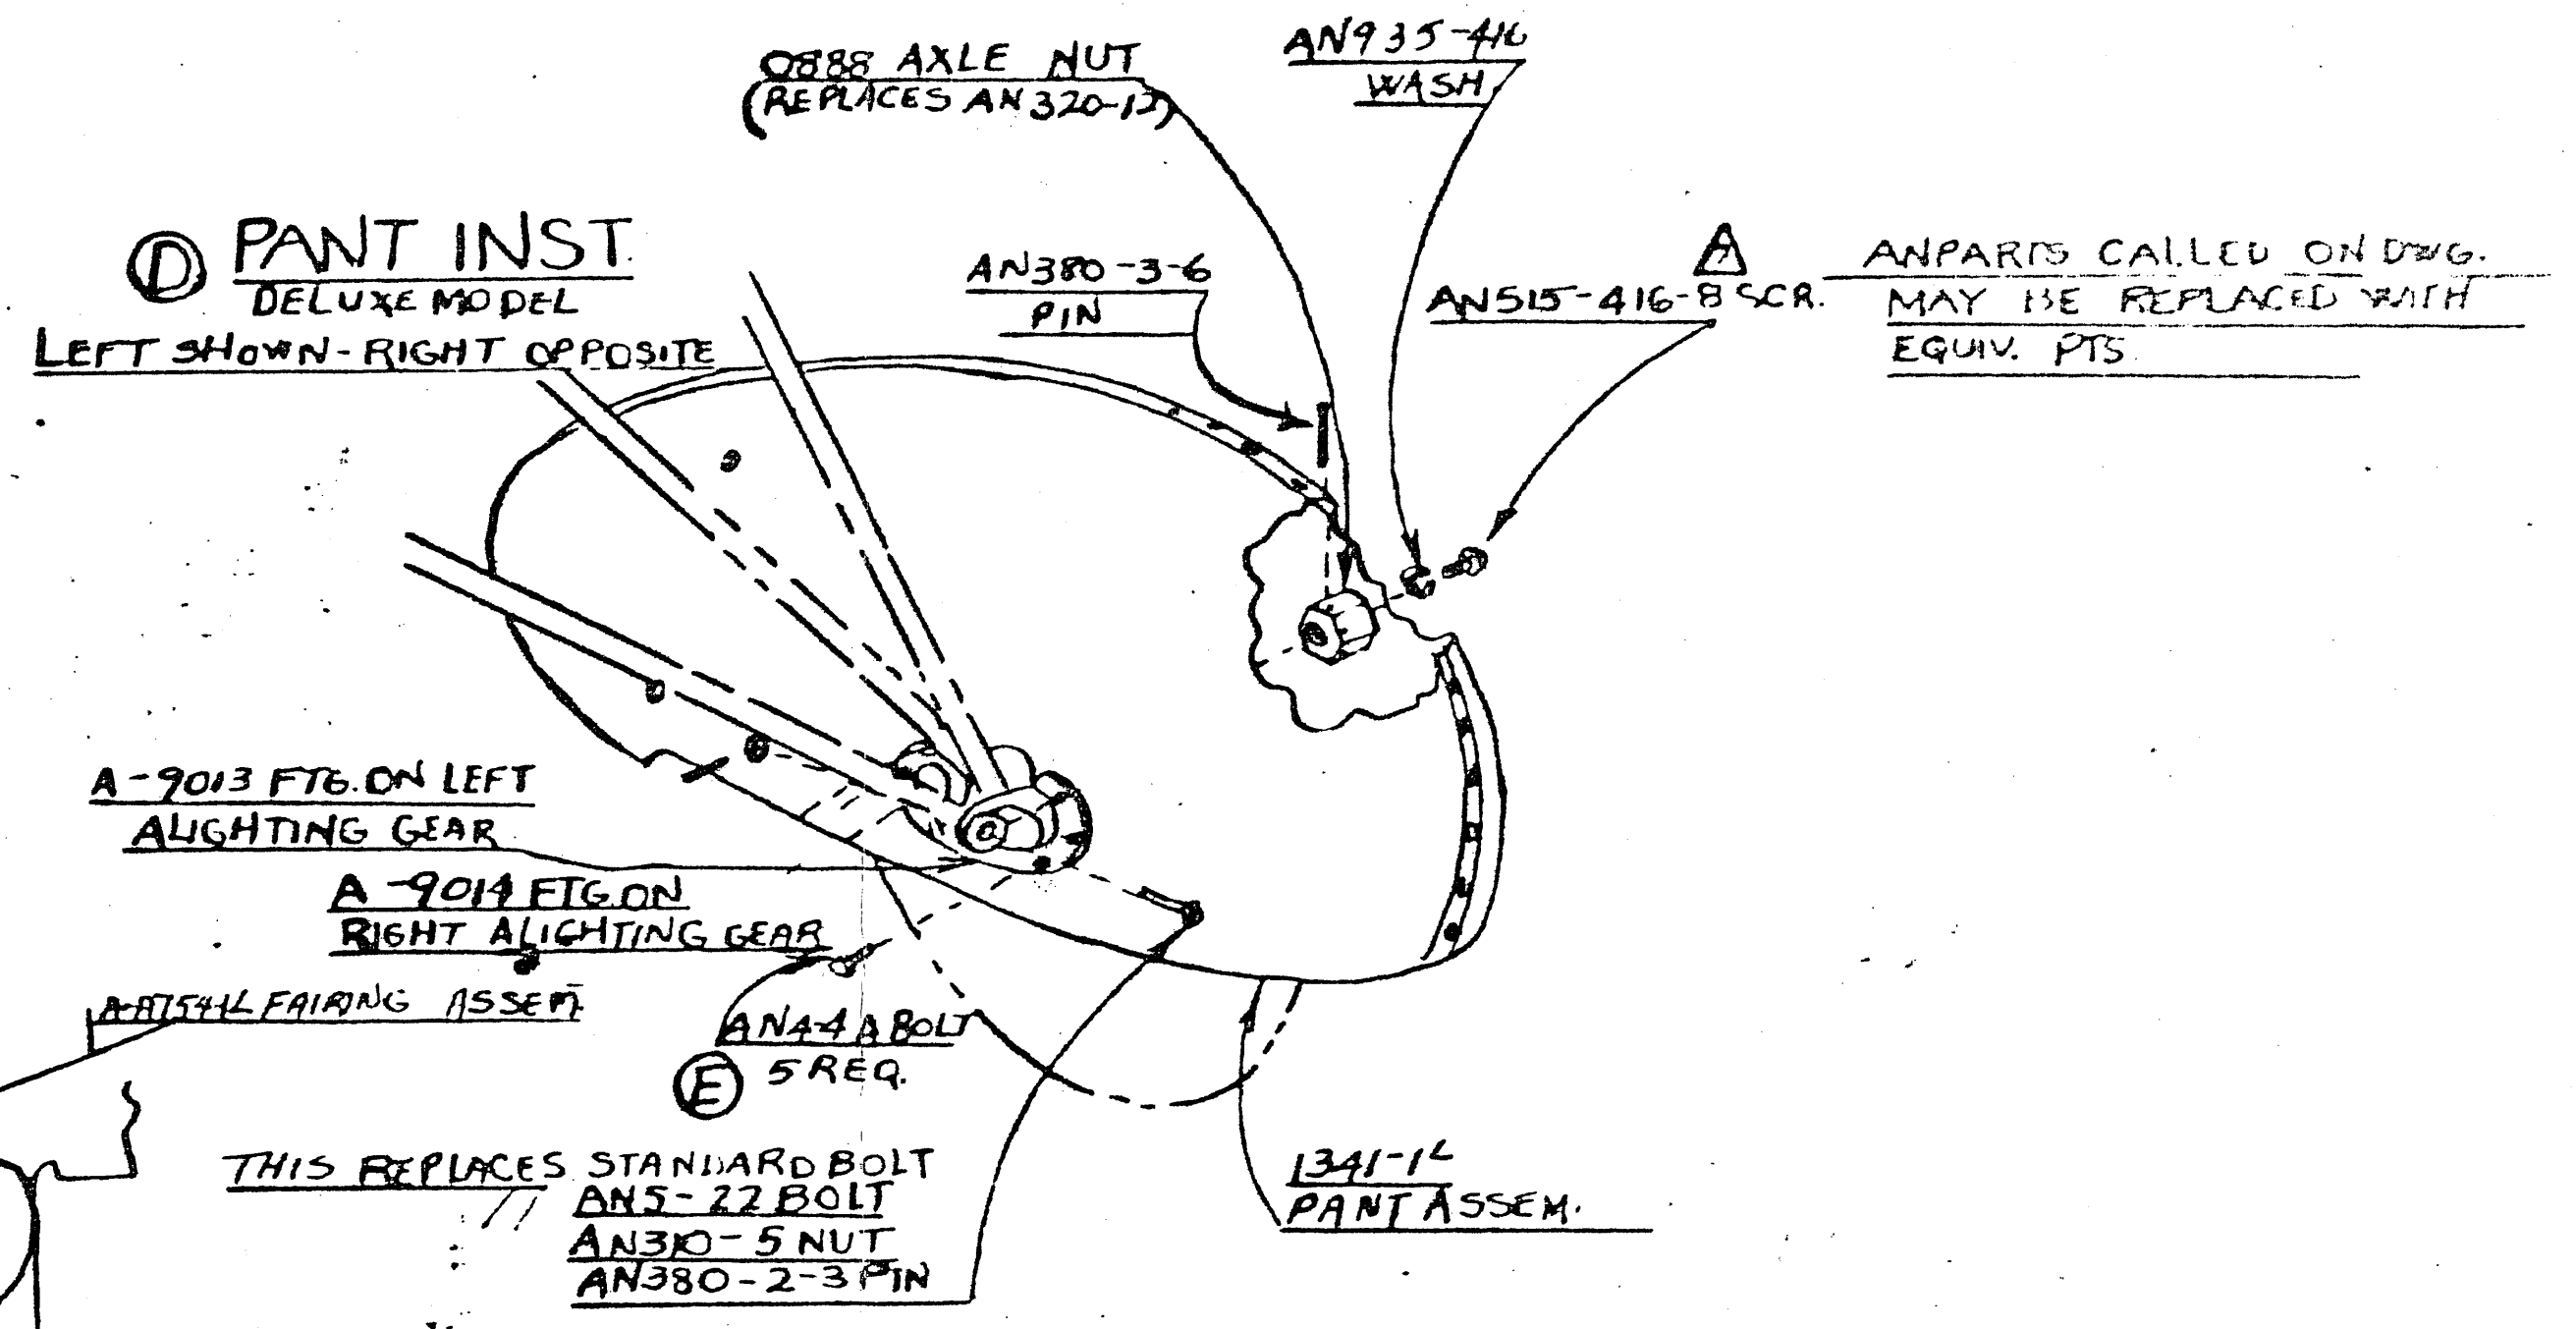 0888 AXLE NUT
(REPLACES AN320-12)
AN935-416
WASH
D PANT INST.
DELUXE MODEL
LEFT SHOWN-RIGHT OPPOSITE
AN380-3-6
PIN
A
AN515-416-8 SCR.
ANPARTS CALLED ON DWG.
MAY BE REPLACED WITH
EQUIV. PTS
A-9013 FTG. ON LEFT
ALIGHTING GEAR
A-9014 FTG. ON
RIGHT ALIGHTING GEAR
FAIRING ASSEM.
AN4-4A BOLT
E 5 REQ.
THIS REPLACES STANDARD BOLT
" AN5-22 BOLT
AN310-5 NUT
AN380-2-3 PIN
1341-1L
PANT ASSEM.